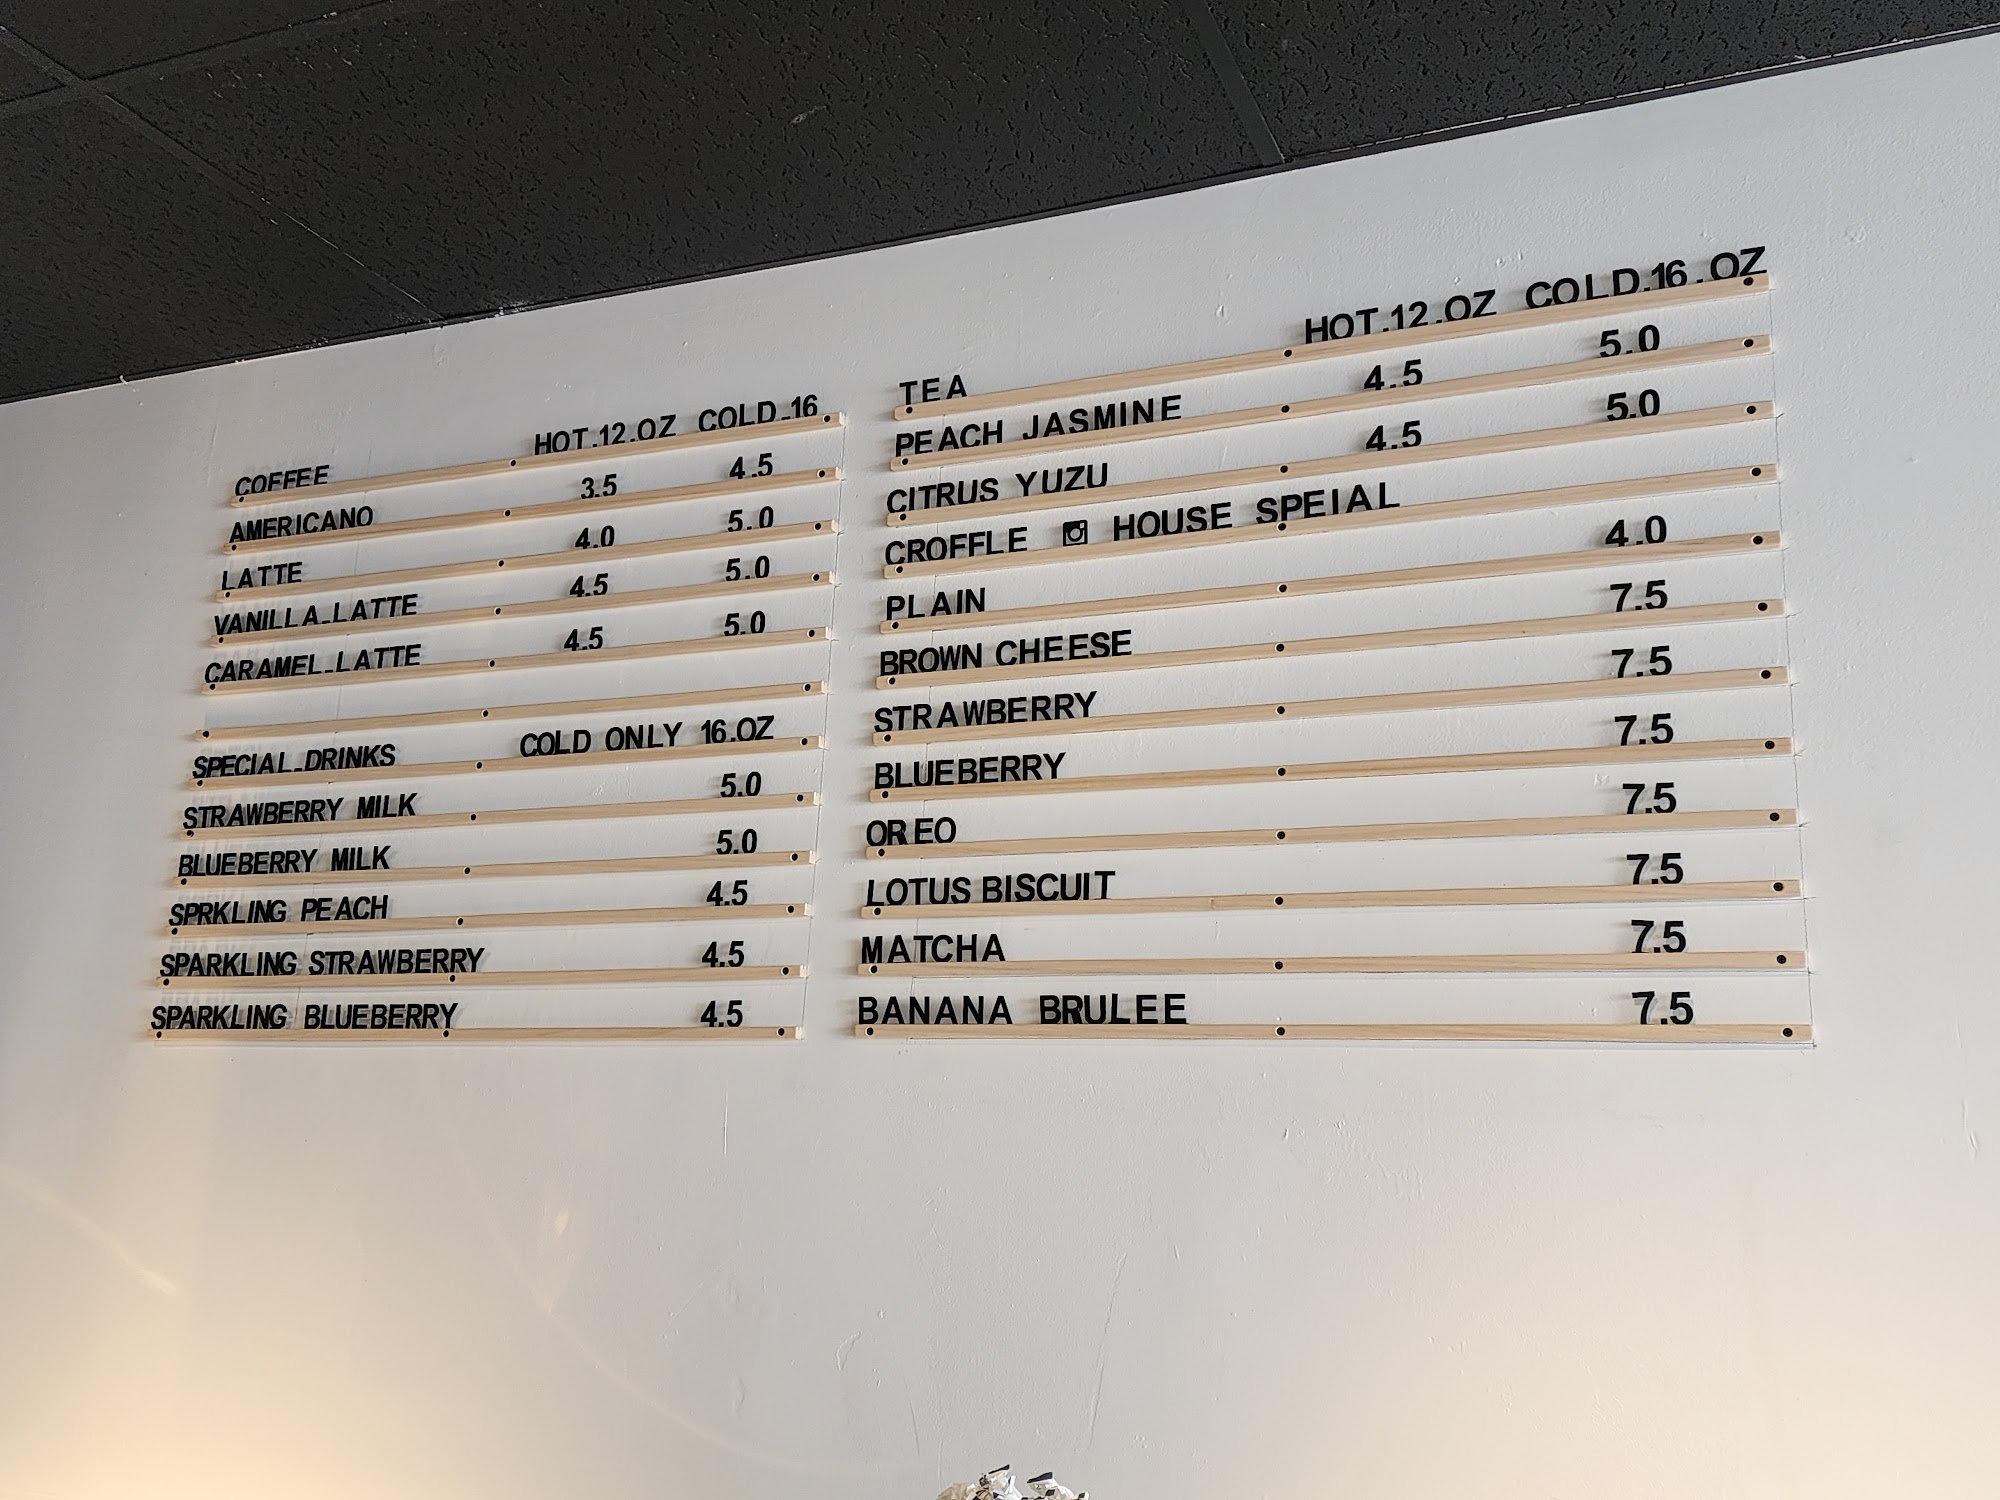 COFFEE HOT.12.OZ COLD.16
AMERICANO 3.5 4.5
LATTE 4.0 5.0
VANILLA.LATTE 4.5 5.0
CARAMEL.LATTE 4.5 5.0
SPECIAL.DRINKS COLD ONLY 16.OZ
STRAWBERRY MILK 5.0
BLUEBERRY MILK 5.0
SPRKLING PEACH 4.5
SPARKLING STRAWBERRY 4.5
SPARKLING BLUEBERRY 4.5
TEA HOT.12.OZ COLD.16.OZ
PEACH JASMINE 4.5 5.0
CITRUS YUZU 4.5 5.0
CROFFLE HOUSE SPEIAL
PLAIN 4.0
BROWN CHEESE 7.5
STRAWBERRY 7.5
BLUEBERRY 7.5
OREO 7.5
LOTUS BISCUIT 7.5
MATCHA 7.5
BANANA BRULEE 7.5